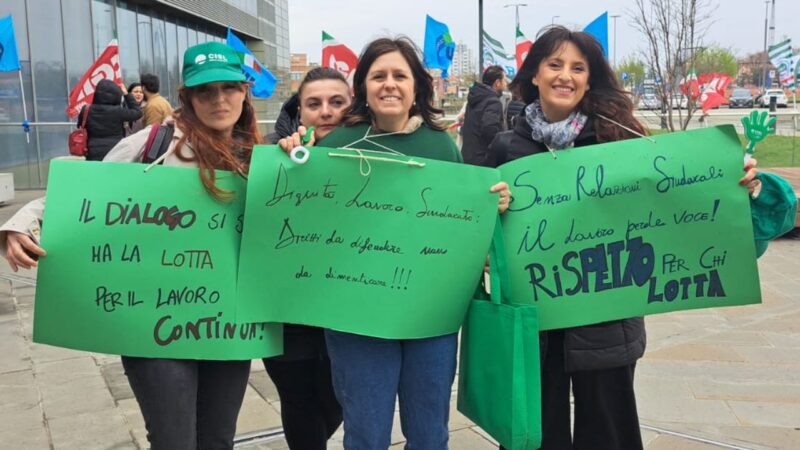 CISL
IL DIALOGO SI
HA LA LOTTA
PER IL LAVORO
CONTINUA!
Dignità, Lavoro, Sindacato:
Diritti da difendere mai
da dimenticare!!!
Senza Relazioni Sindacali
il lavoro perde voce!
RISPETTO PER CHI
LOTTA